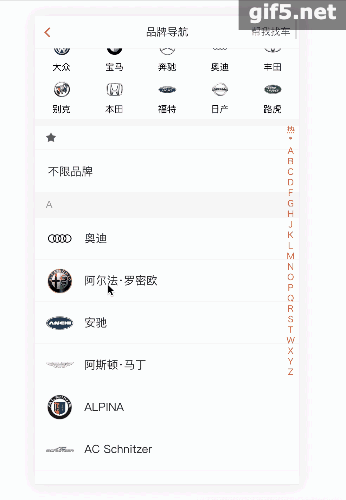 gif5.net
品牌导航
帮我找车
大众 宝马 奔驰 奥迪 丰田
别克 本田 福特 日产 路虎
热
★
不限品牌
A
奥迪
阿尔法·罗密欧
安驰
阿斯顿·马丁
ALPINA
AC Schnitzer
A
B
C
D
F
G
H
J
K
L
M
N
O
P
Q
R
S
T
W
X
Y
Z